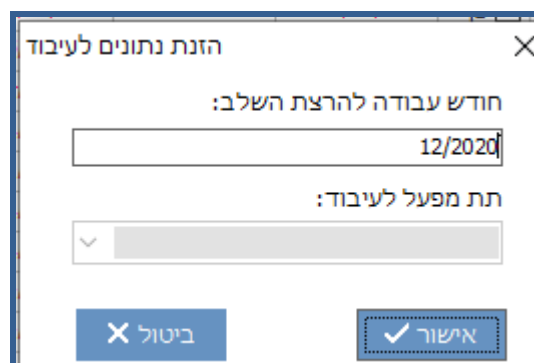 הזנת נתונים לעיבוד
חודש עבודה להרצת השלב:
12/2020
תת מפעל לעיבוד:
אישור
ביטול